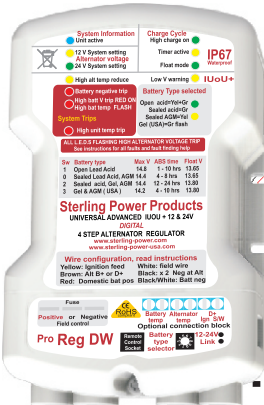 System Information
Unit active
Charge Cycle
High charge on
12 V System setting
Alternator voltage
24 V System setting
Timer active
Float mode
IP67
Waterproof
High alt temp reduce
Low V warning
IUoU+
Battery negative trip
High batt V trip RED ON
High bat temp FLASH
System Trips
High unit temp trip
Battery Type selected
Open acid=Yel+Gr
Sealed acid=Gr
Sealed AGM=Yel
Gel (USA)=Gr flash
ALL L.E.D.S FLASHING HIGH ALTERNATOR VOLTAGE TRIP
See instructions for all faults and fault finding help
Sw Battery type Max V ABS time Float V
1 Open Lead Acid 14.8 1 - 10 hrs 13.65
0 Sealed Lead Acid, AGM 14.4 4 - 8 hrs 13.65
2 Sealed acid, Gel, AGM 14.4 12 - 24 hrs 13.80
3 Gel & AGM ( USA ) 14.2 4 - 10 hrs 13.80
Sterling Power Products
UNIVERSAL ADVANCED IUOU + 12 & 24V
DIGITAL
4 STEP ALTERNATOR REGULATOR
www.sterling-power.com
www.sterling-power-usa.com
Wire configuration, read instructions
Yellow: Ignition feed White: field wire
Brown: Alt B+ or D+ Black: x 2 Neg at Alt
Red: Domestic bat pos Black/White: Batt neg
Fuse
Positive or Negative
Field control
CE
RoHS
Battery temp
Alternator temp
D+
Ign S/W
Optional connection block
Pro Reg DW
Remote Control Socket
Battery type selector
12-24V
Link